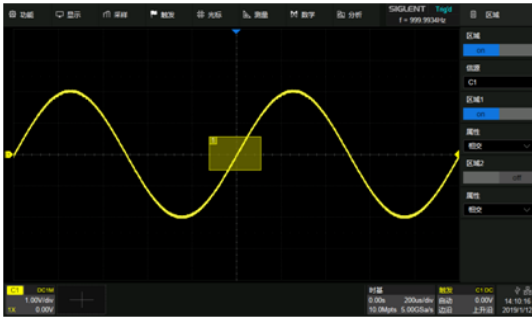 功能 显示 采样 触发 光标 测量 数学 分析
SIGLENT Trig'd
f = 999.9934Hz
区域
区域
on
信源
C1
区域1
on
属性
相交
区域2
off
属性
相交
C1 DC1M
1.00V/div
1X 0.00V
时基
0.00s 200us/div
10.0Mpts 5.00GSa/s
触发 C1 DC
自动 0.00V
边沿 上升沿
14:10:16
2019/1/12